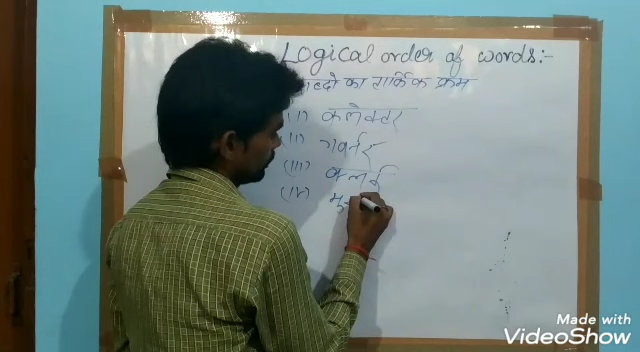 Logical order of words:-
शब्दो का तार्किक क्रम
(I) कलेक्टर
(II) गवर्नर
(III) क्लर्क
(IV)
Made with
VideoShow